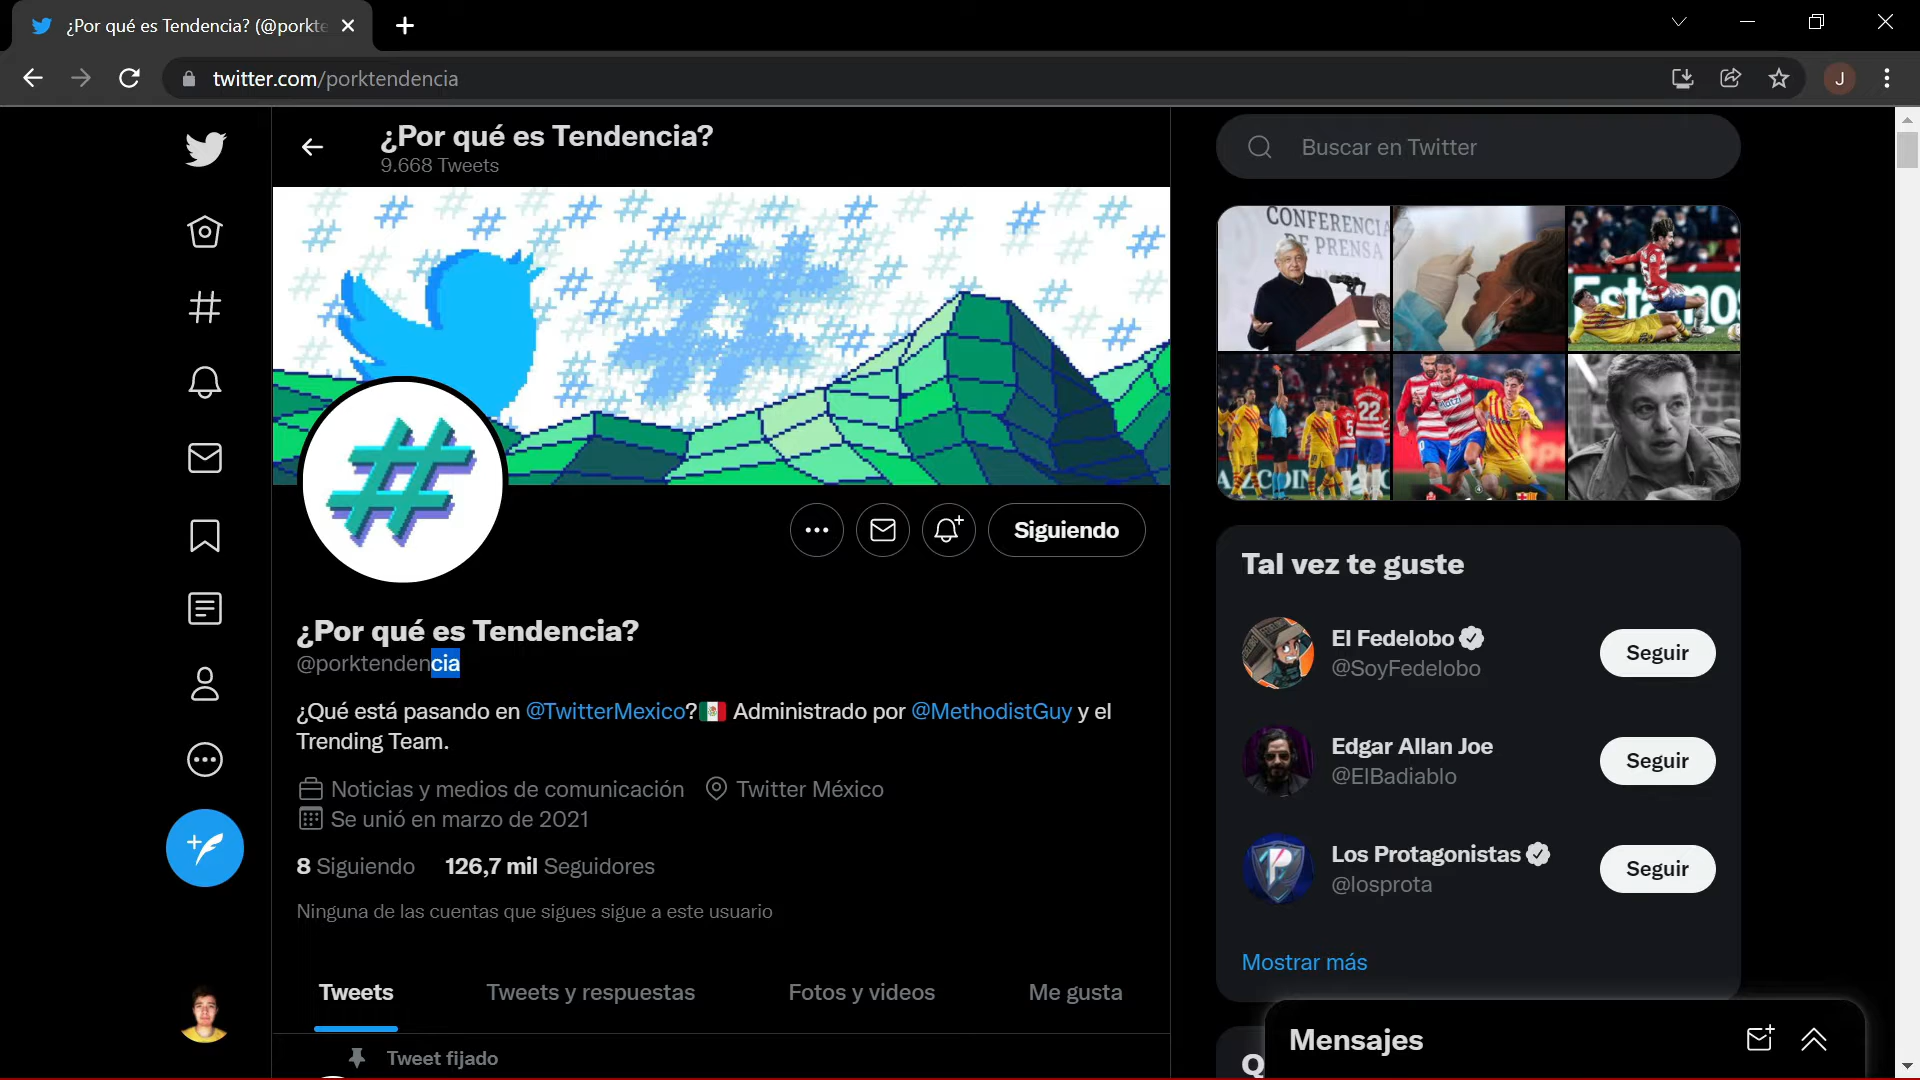 ¿Por qué es Tendencia? (@porkte
twitter.com/porktendencia
J
¿Por qué es Tendencia?
9.668 Tweets
Buscar en Twitter
CONFERENCIA
DE PRENSA
Estamos
22
5
¿Por qué es Tendencia?
@porktendencia
Siguiendo
¿Qué está pasando en @TwitterMexico?🇲🇽 Administrado por @MethodistGuy y el
Trending Team.
Noticias y medios de comunicación Twitter México
Se unió en marzo de 2021
8 Siguiendo 126,7 mil Seguidores
Ninguna de las cuentas que sigues sigue a este usuario
Tweets Tweets y respuestas Fotos y videos Me gusta
Tweet fijado
Tal vez te guste
El Fedelobo
@SoyFedelobo
Seguir
Edgar Allan Joe
@ElBadiablo
Seguir
Los Protagonistas
@losprota
Seguir
Mostrar más
Mensajes